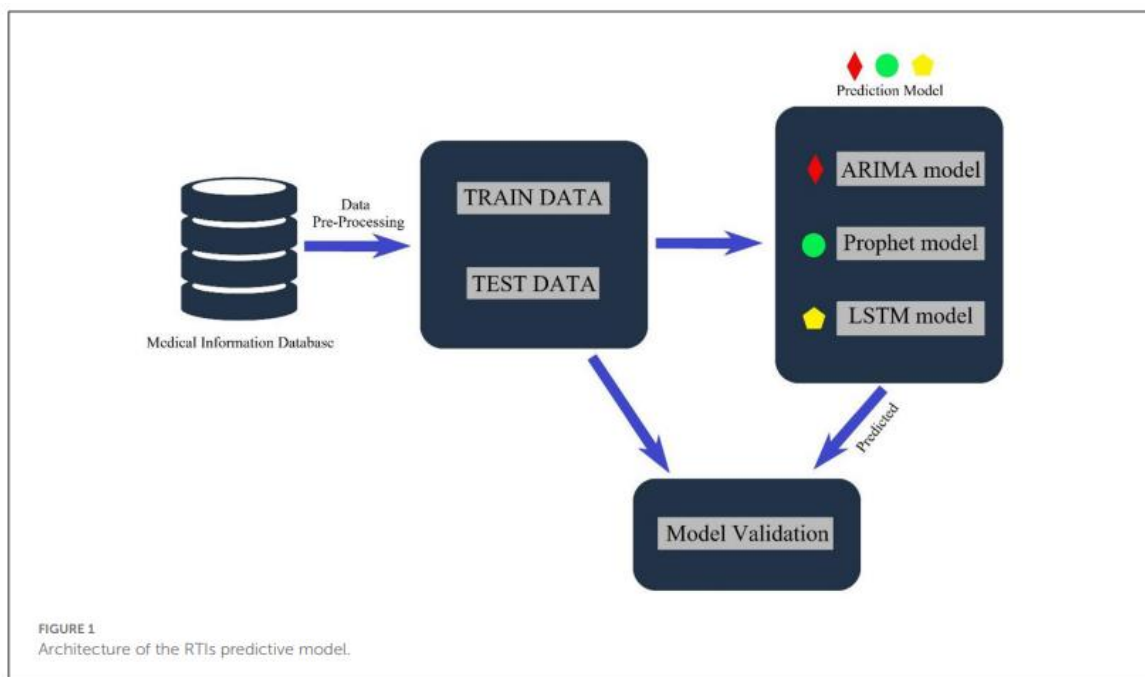 Prediction Model
ARIMA model
Prophet model
LSTM model
TRAIN DATA
TEST DATA
Data
Pre-Processing
Medical Information Database
Predicted
Model Validation
FIGURE 1
Architecture of the RTIs predictive model.